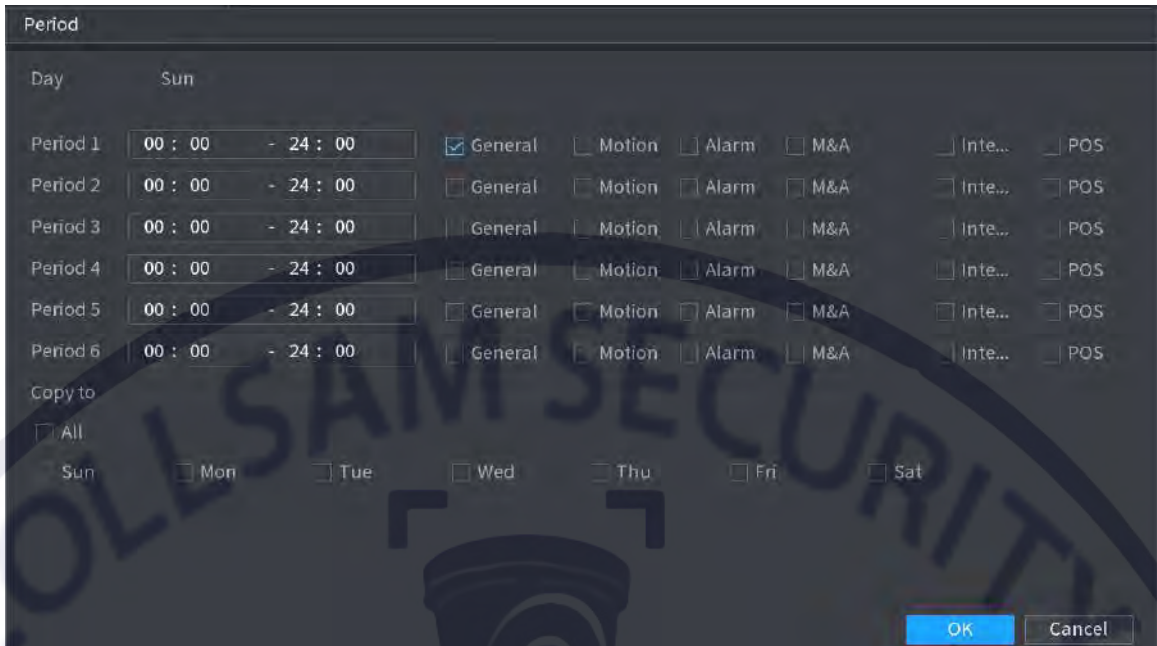 Period
Day Sun
Period 1 00 : 00 - 24 : 00 General Motion Alarm M&A Inte... POS
Period 2 00 : 00 - 24 : 00 General Motion Alarm M&A Inte... POS
Period 3 00 : 00 - 24 : 00 General Motion Alarm M&A Inte... POS
Period 4 00 : 00 - 24 : 00 General Motion Alarm M&A Inte... POS
Period 5 00 : 00 - 24 : 00 General Motion Alarm M&A Inte... POS
Period 6 00 : 00 - 24 : 00 General Motion Alarm M&A Inte... POS
Copy to
All
Sun Mon Tue Wed Thu Fri Sat
OLLSAM SECURITY
OK Cancel